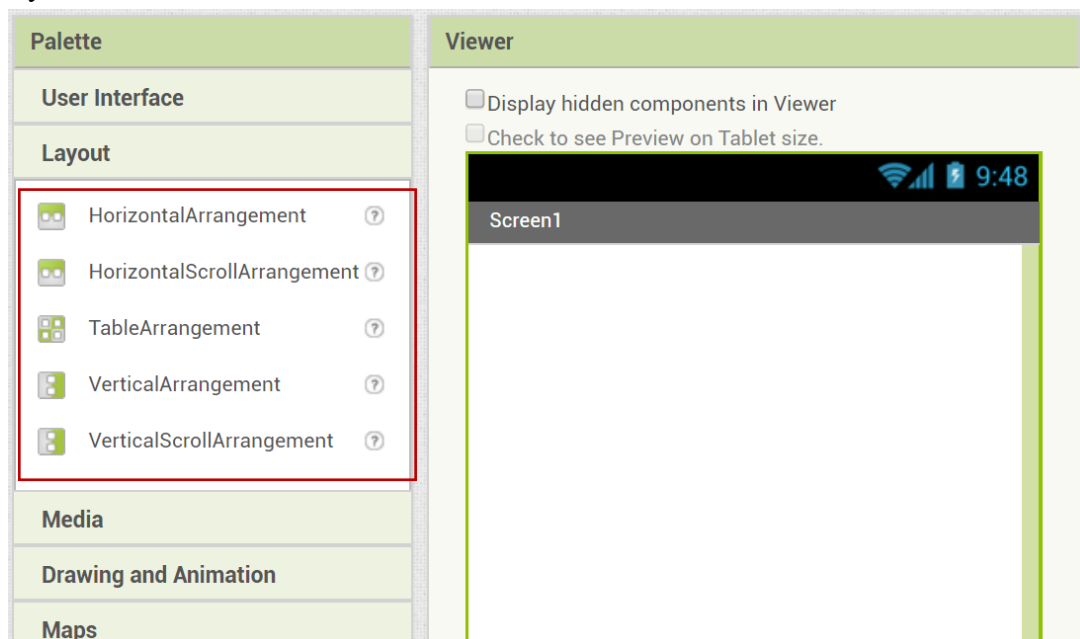 Palette
User Interface
Layout
HorizontalArrangement ?
HorizontalScrollArrangement ?
TableArrangement ?
VerticalArrangement ?
VerticalScrollArrangement ?
Media
Drawing and Animation
Maps
Viewer
Display hidden components in Viewer
Check to see Preview on Tablet size.
9:48
Screen1